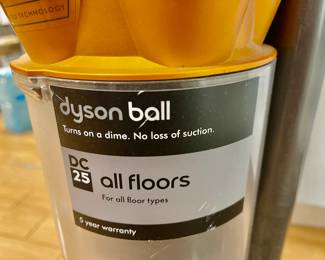 TECHNOLOGY
dyson ball
Turns on a dime. No loss of suction.
DC
25
all floors
For all floor types
5 year warranty